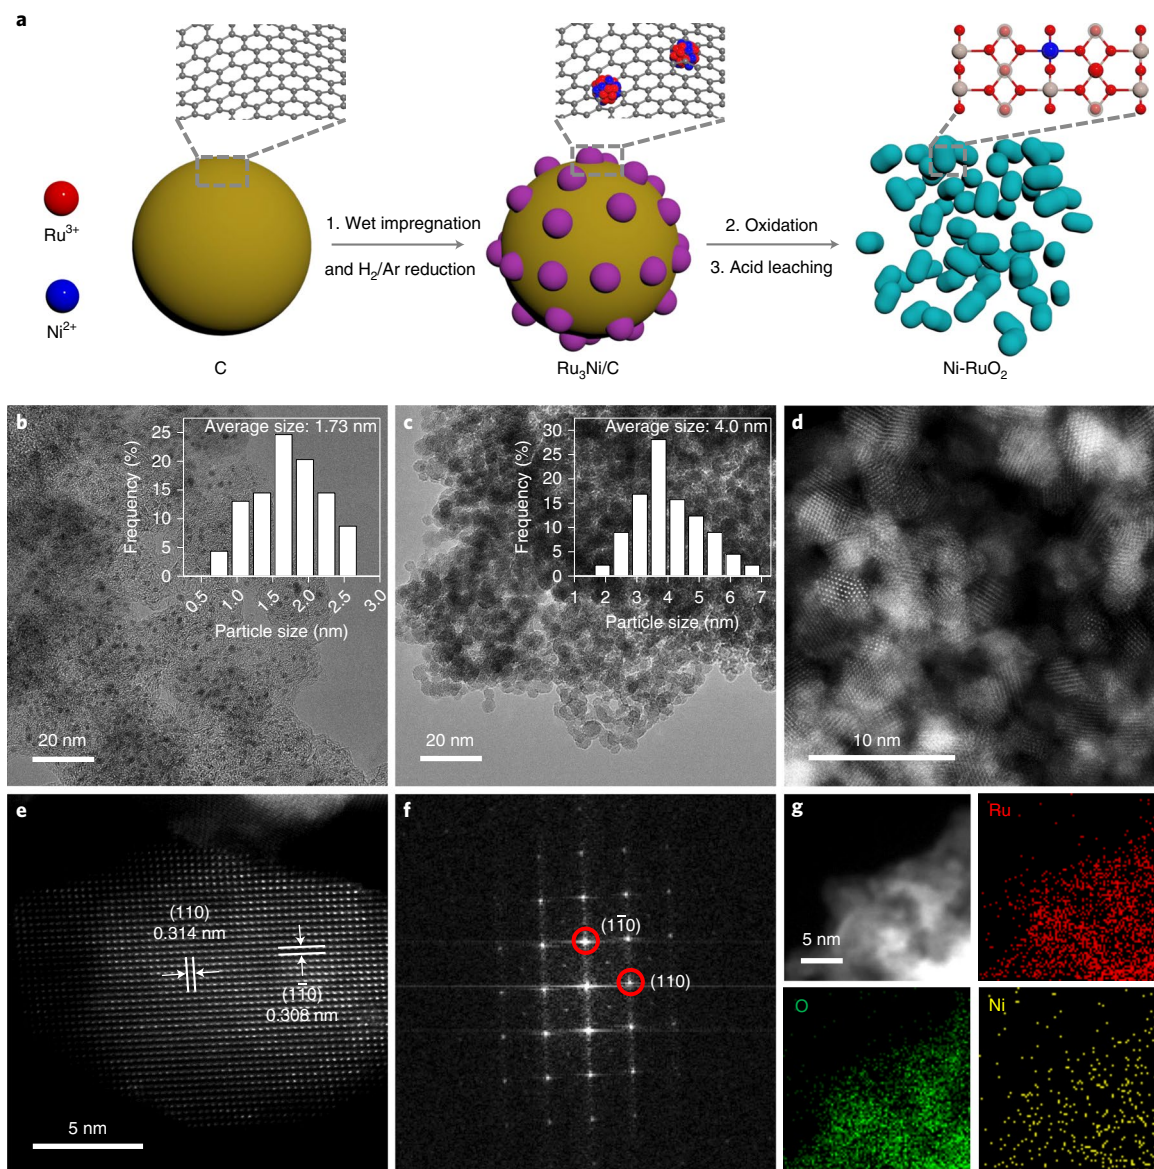 a
Ru3+
Ni2+
C
1. Wet impregnation
and H2/Ar reduction
Ru3Ni/C
2. Oxidation
3. Acid leaching
Ni-RuO2
b
Average size: 1.73 nm
Frequency (%)
25
20
15
10
5
0
0.5
1.0
1.5
2.0
2.5
3.0
Particle size (nm)
20 nm
c
Average size: 4.0 nm
Frequency (%)
30
25
20
15
10
5
0
1
2
3
4
5
6
7
Particle size (nm)
20 nm
d
10 nm
e
(110)
0.314 nm
(11̅0)
0.308 nm
5 nm
f
(11̅0)
(110)
g
5 nm
Ru
O
Ni